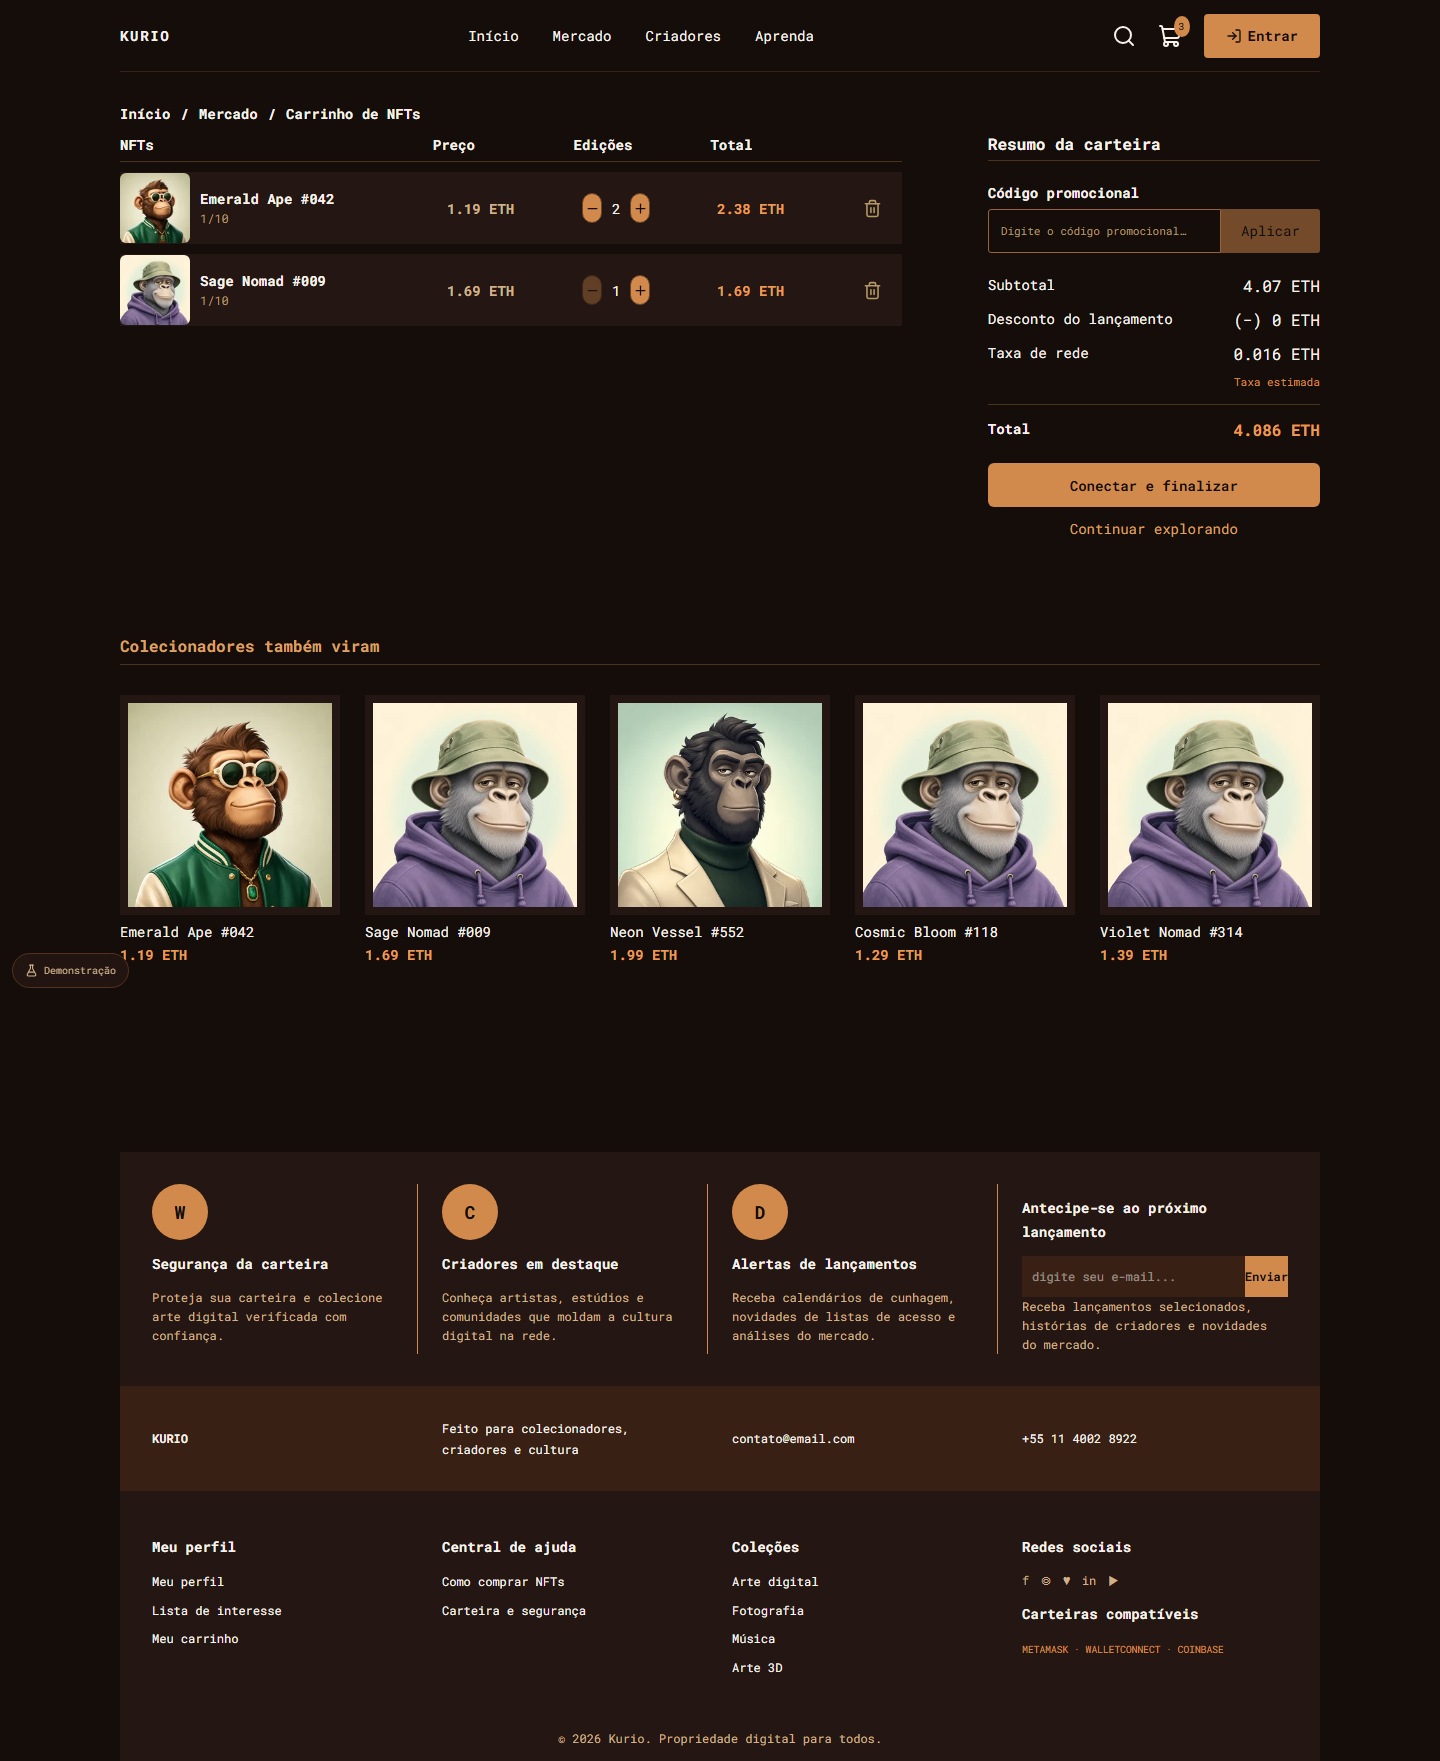 KURIO
Início Mercado Criadores Aprenda
3
Entrar
Início / Mercado / Carrinho de NFTs
NFTs Preço Edições Total
Emerald Ape #042
1/10
1.19 ETH
− 2 +
2.38 ETH
Sage Nomad #009
1/10
1.69 ETH
− 1 +
1.69 ETH
Resumo da carteira
Código promocional
Digite o código promocional…
Aplicar
Subtotal 4.07 ETH
Desconto do lançamento (−) 0 ETH
Taxa de rede 0.016 ETH
Taxa estimada
Total 4.086 ETH
Conectar e finalizar
Continuar explorando
Colecionadores também viram
Emerald Ape #042
1.19 ETH
Sage Nomad #009
1.69 ETH
Neon Vessel #552
1.99 ETH
Cosmic Bloom #118
1.29 ETH
Violet Nomad #314
1.39 ETH
Demonstração
W
Segurança da carteira
Proteja sua carteira e colecione
arte digital verificada com
confiança.
C
Criadores em destaque
Conheça artistas, estúdios e
comunidades que moldam a cultura
digital na rede.
D
Alertas de lançamentos
Receba calendários de cunhagem,
novidades de listas de acesso e
análises do mercado.
Antecipe-se ao próximo
lançamento
digite seu e-mail...
Enviar
Receba lançamentos selecionados,
histórias de criadores e novidades
do mercado.
KURIO
Feito para colecionadores,
criadores e cultura
contato@email.com
+55 11 4002 8922
Meu perfil
Meu perfil
Lista de interesse
Meu carrinho
Central de ajuda
Como comprar NFTs
Carteira e segurança
Coleções
Arte digital
Fotografia
Música
Arte 3D
Redes sociais
f ◎ ♥ in ▶
Carteiras compatíveis
METAMASK · WALLETCONNECT · COINBASE
© 2026 Kurio. Propriedade digital para todos.